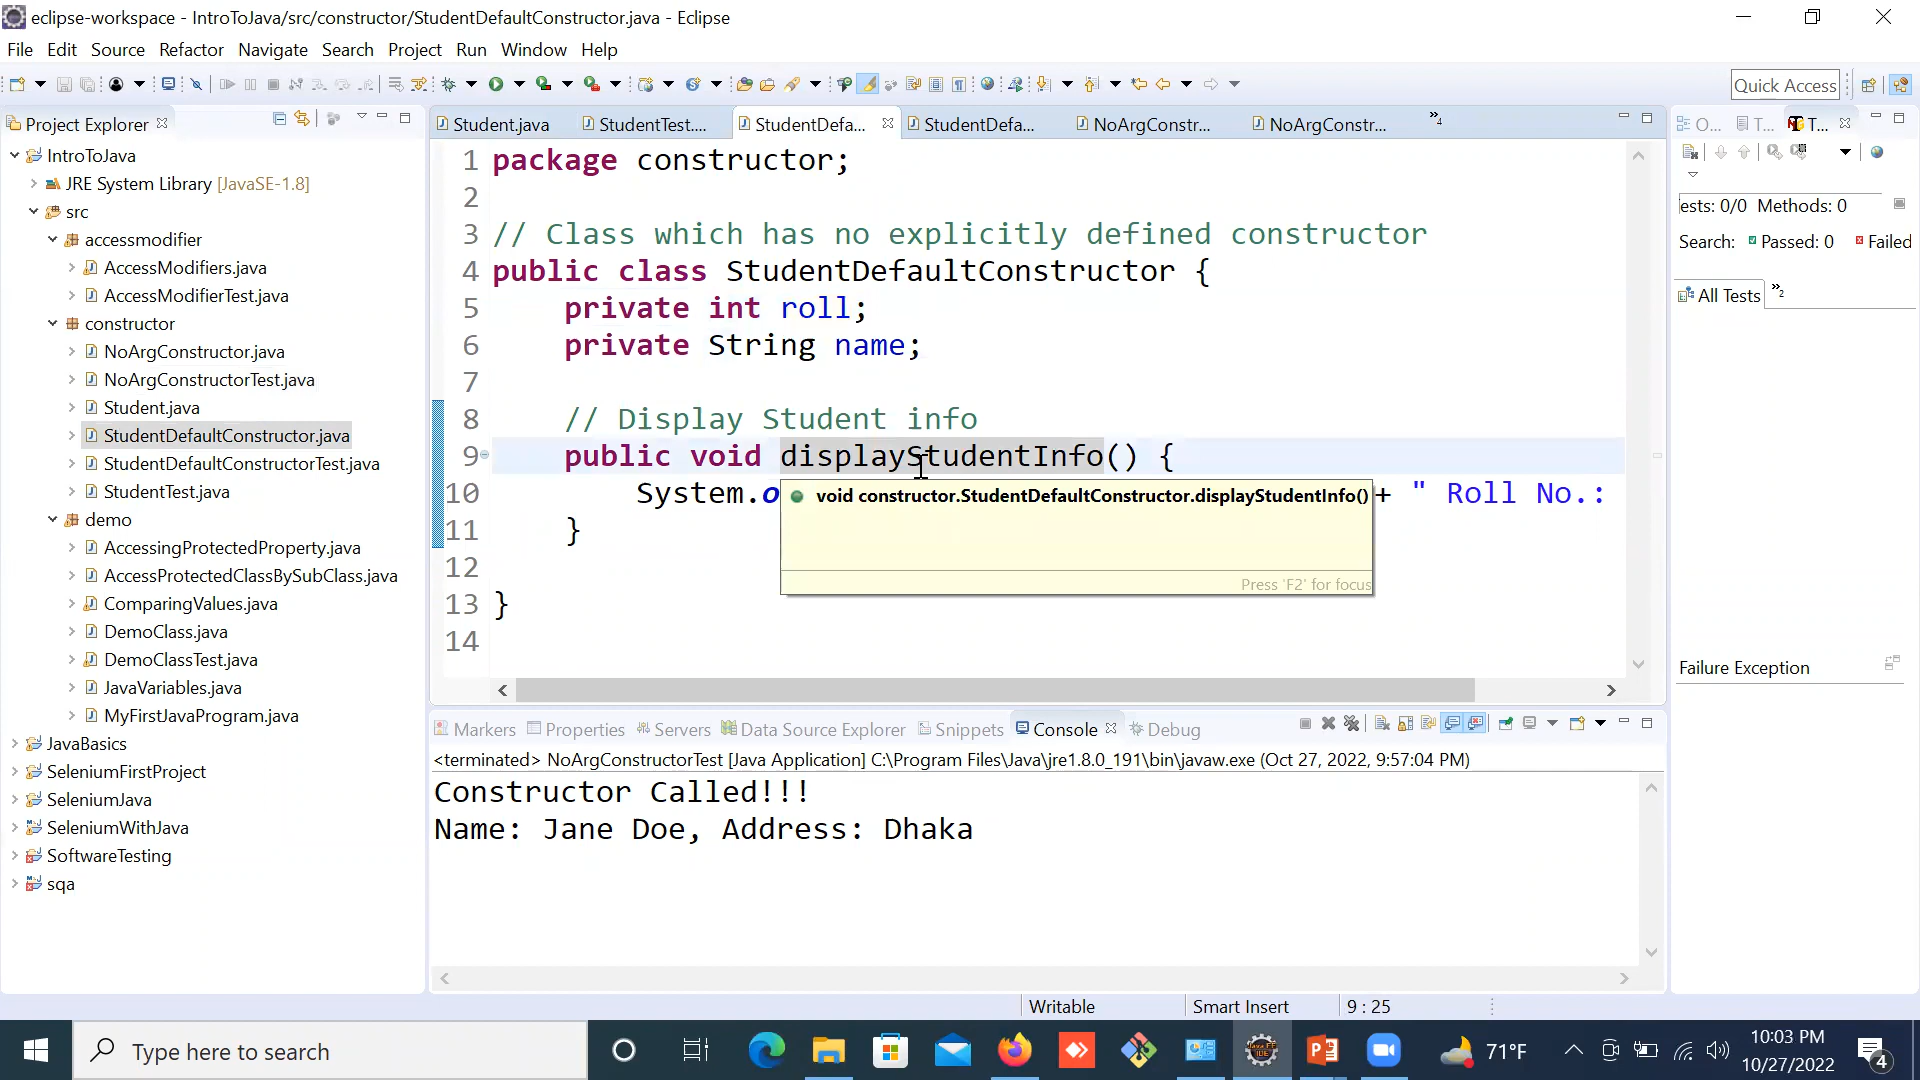 eclipse-workspace - IntroToJava/src/constructor/StudentDefaultConstructor.java - Eclipse
File Edit Source Refactor Navigate Search Project Run Window Help
Quick Access
Project Explorer
IntroToJava
JRE System Library [JavaSE-1.8]
src
accessmodifier
AccessModifiers.java
AccessModifierTest.java
constructor
NoArgConstructor.java
NoArgConstructorTest.java
Student.java
StudentDefaultConstructor.java
StudentDefaultConstructorTest.java
StudentTest.java
demo
AccessingProtectedProperty.java
AccessProtectedClassBySubClass.java
ComparingValues.java
DemoClass.java
DemoClassTest.java
JavaVariables.java
MyFirstJavaProgram.java
JavaBasics
SeleniumFirstProject
SeleniumJava
SeleniumWithJava
SoftwareTesting
sqa
Student.java StudentTest.... StudentDefa... StudentDefa... NoArgConstr... NoArgConstr... "4
1 package constructor;
2
3 // Class which has no explicitly defined constructor
4 public class StudentDefaultConstructor {
5 private int roll;
6 private String name;
7
8 // Display Student info
9 public void displayStudentInfo() {
10 System.o + " Roll No.:
11 }
12
13 }
14
void constructor.StudentDefaultConstructor.displayStudentInfo()
Press 'F2' for focus
O... T... T...
ests: 0/0 Methods: 0
Search: Passed: 0 Failed
All Tests "2
Failure Exception
Markers Properties Servers Data Source Explorer Snippets Console Debug
<terminated> NoArgConstructorTest [Java Application] C:\Program Files\Java\jre1.8.0_191\bin\javaw.exe (Oct 27, 2022, 9:57:04 PM)
Constructor Called!!!
Name: Jane Doe, Address: Dhaka
Writable Smart Insert 9 : 25
Type here to search
71°F
10:03 PM
10/27/2022
4